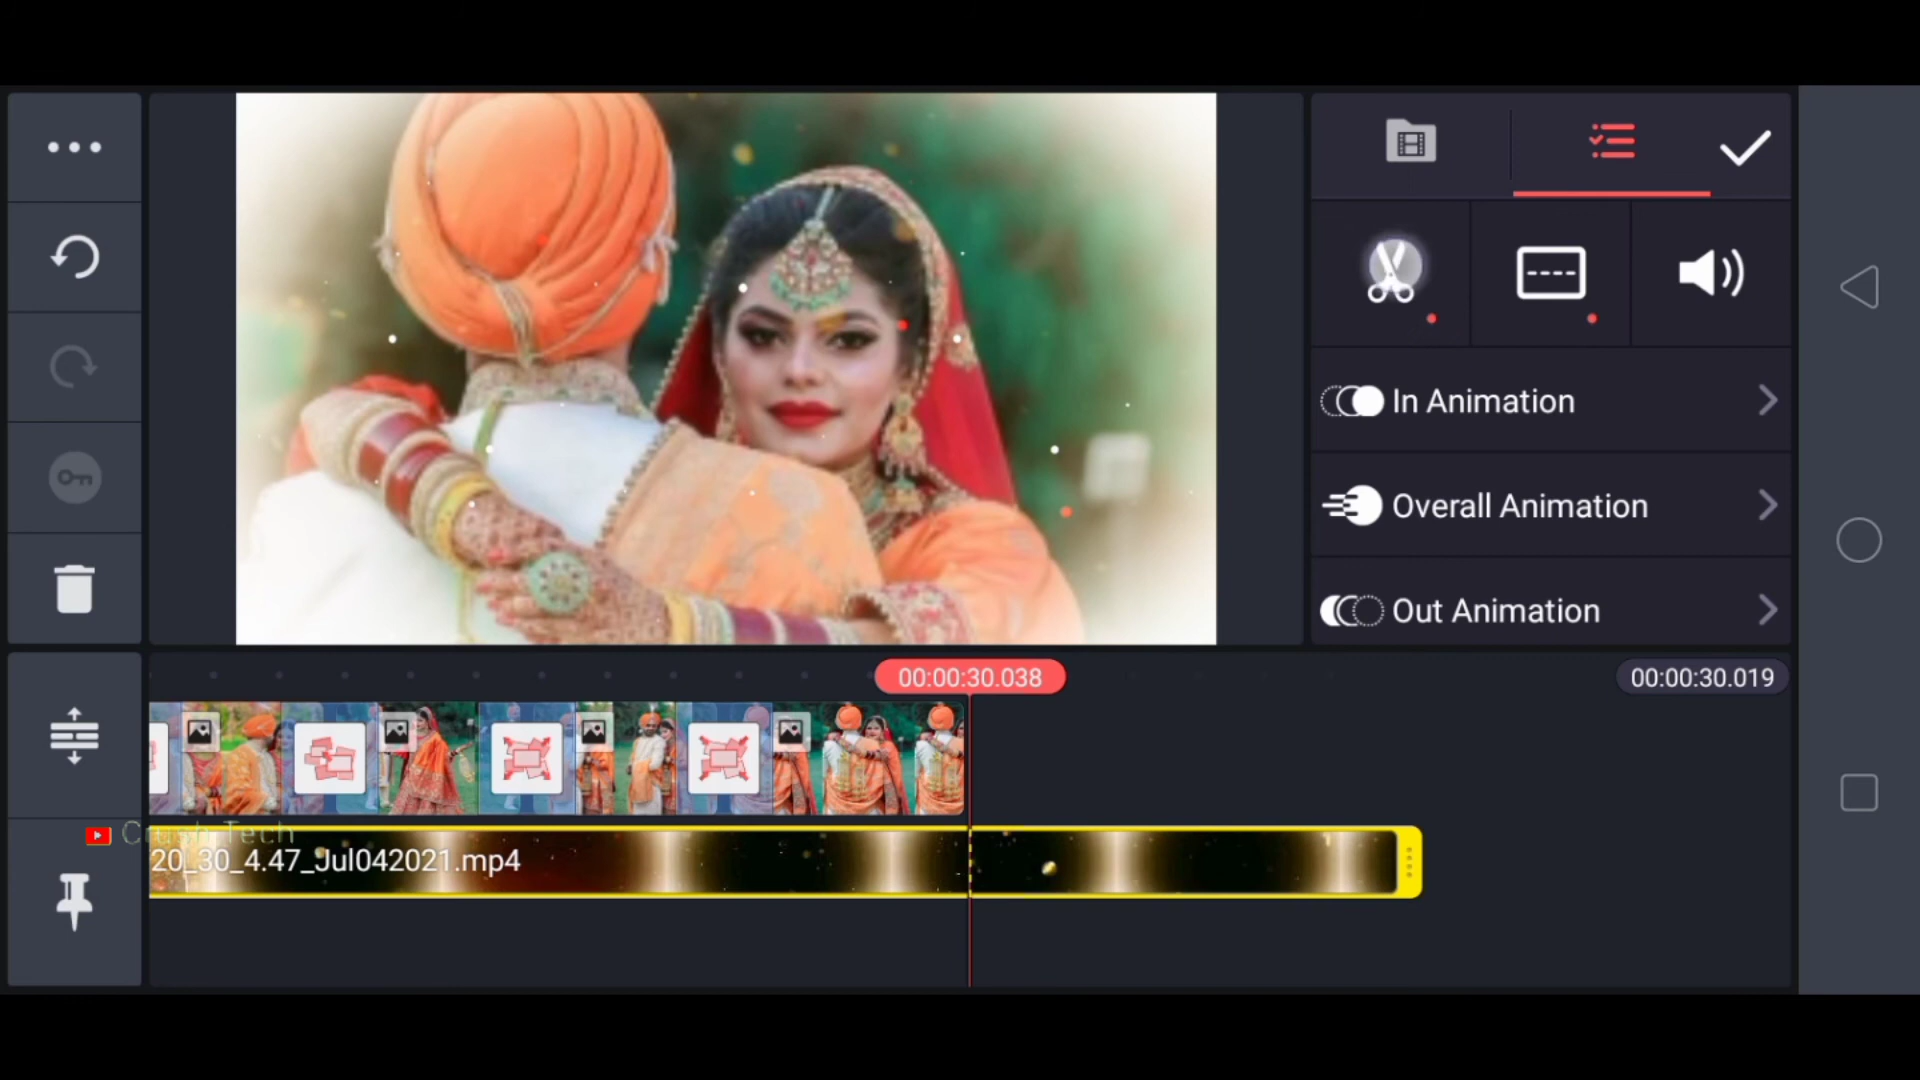 In Animation
Overall Animation
Out Animation
00:00:30.038
00:00:30.019
Crush Tech
20_30_4.47_Jul042021.mp4